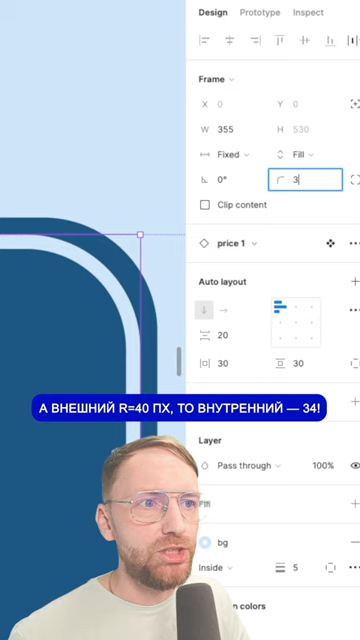 Design Prototype Inspect
Frame
X 0 Y 0
W 355 H 530
Fixed Fill
0° 3
Clip content
price 1
Auto layout
20
30 30
А ВНЕШНИЙ R=40 ПХ, ТО ВНУТРЕННИЙ — 34!
Layer
Pass through 100%
bg
Inside 5
colors